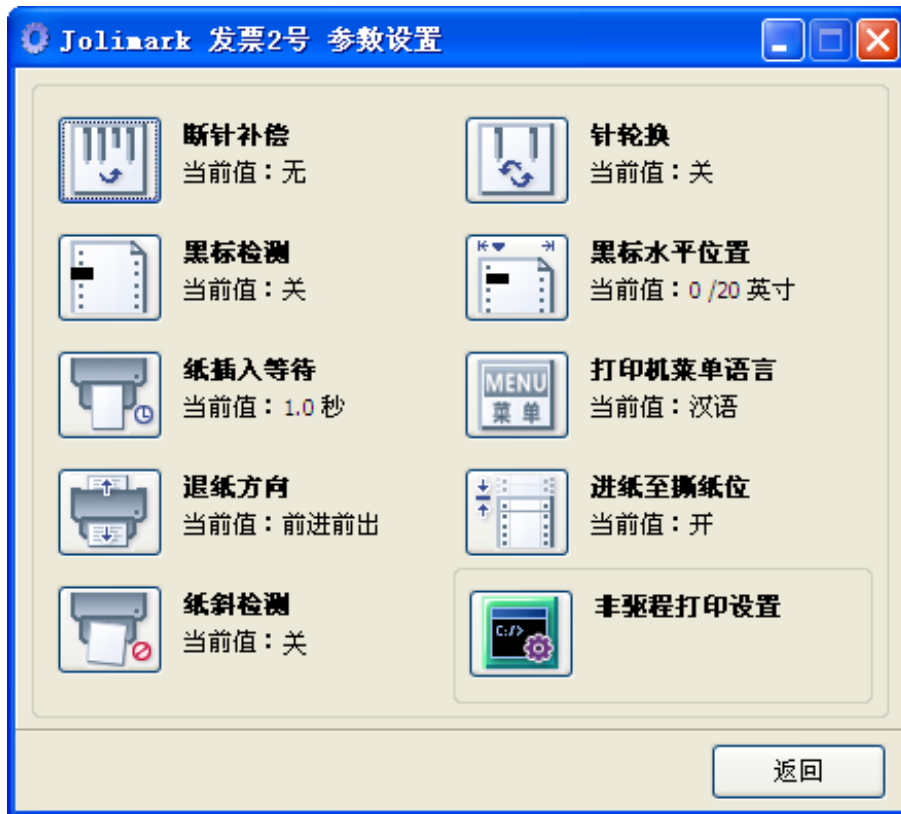 Jolimark 发票2号 参数设置
断针补偿
当前值：无
针轮换
当前值：关
黑标检测
当前值：关
黑标水平位置
当前值：0 /20 英寸
纸插入等待
当前值：1.0 秒
MENU
菜单
打印机菜单语言
当前值：汉语
退纸方向
当前值：前进前出
进纸至撕纸位
当前值：开
纸斜检测
当前值：关
C:/>
非驱程打印设置
返回